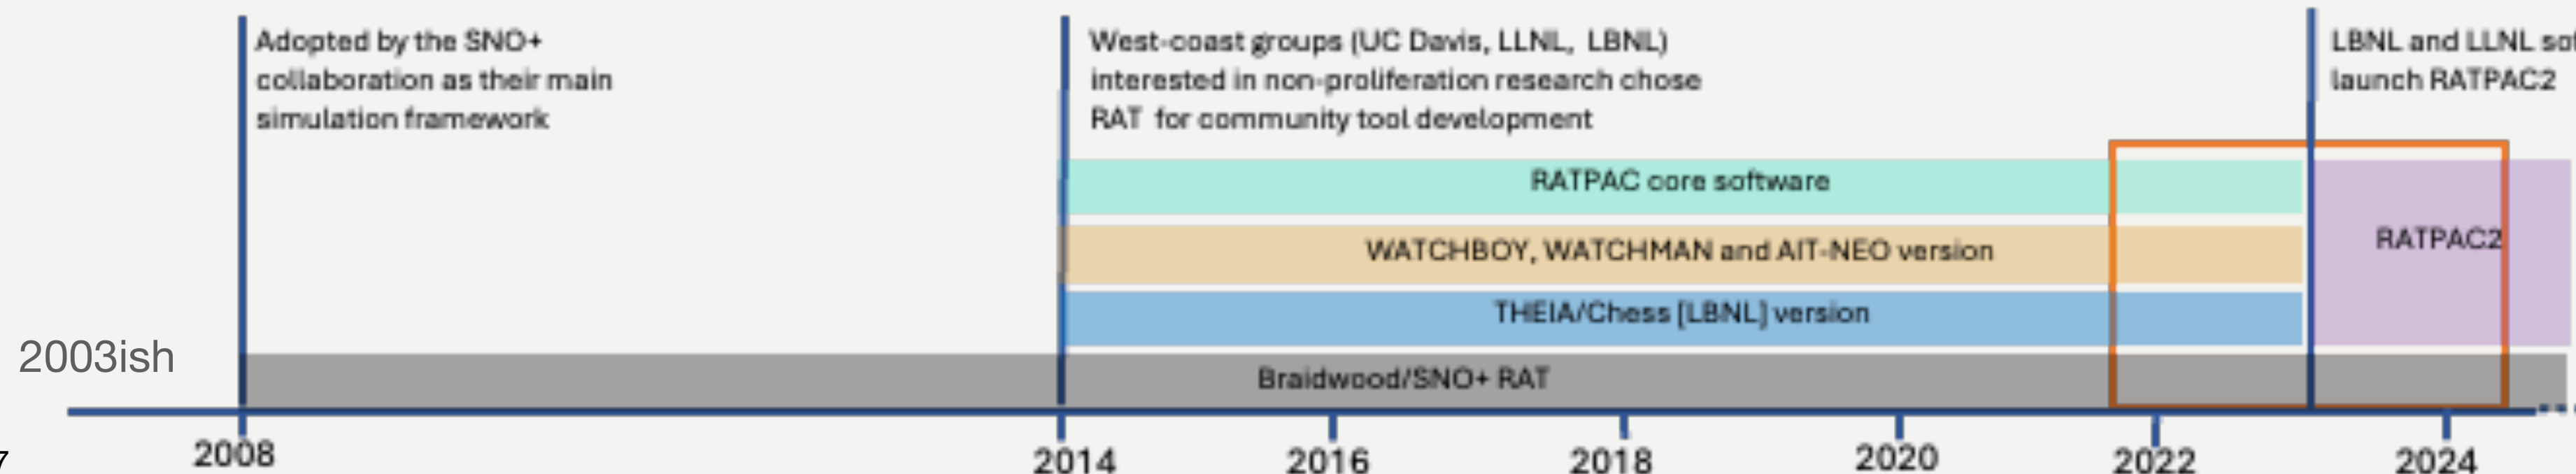 Adopted by the SNO+
collaboration as their main
simulation framework
West-coast groups (UC Davis, LLNL, LBNL)
interested in non-proliferation research chose
RAT for community tool development
LBNL and LLNL
launch RATPAC2
RATPAC core software
WATCHBOY, WATCHMAN and AIT-NEO version
RATPAC2
THEIA/Chess [LBNL] version
2003ish
Braidwood/SNO+ RAT
2008
2014
2016
2018
2020
2022
2024
7